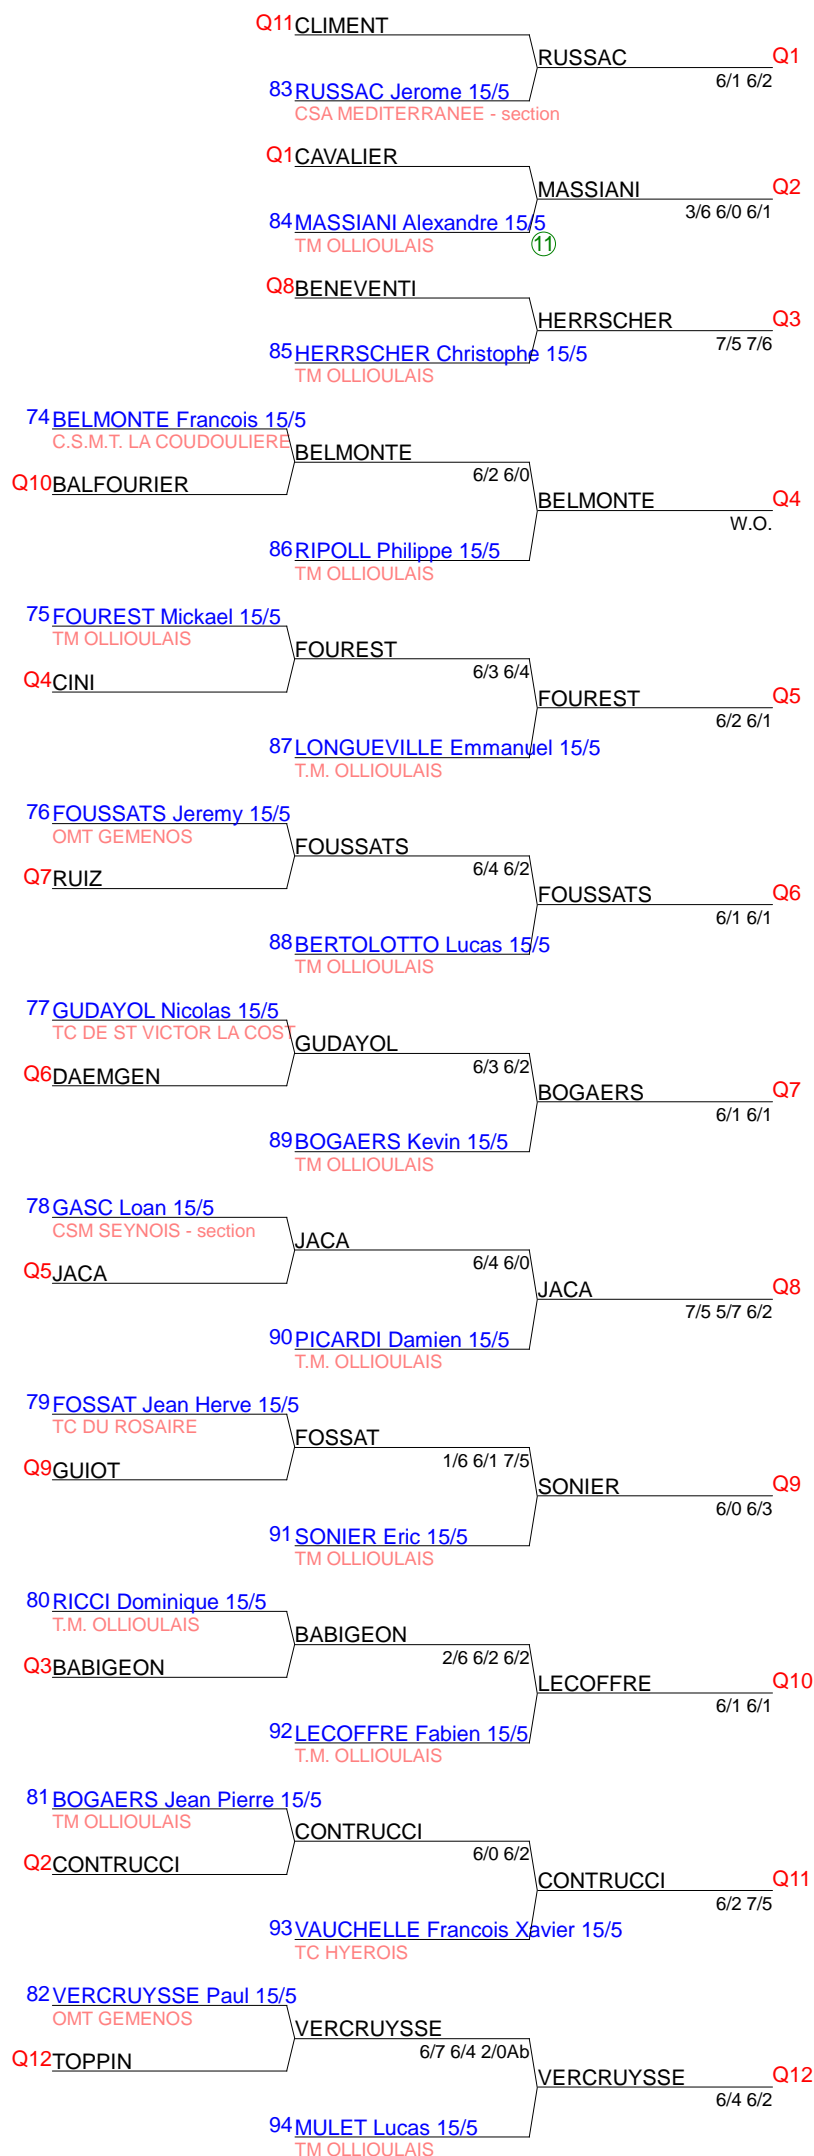 Q11 CLIMENT
RUSSAC Q1
6/1 6/2
83 RUSSAC Jerome 15/5
CSA MEDITERRANEE - section
Q1 CAVALIER
MASSIANI Q2
3/6 6/0 6/1
84 MASSIANI Alexandre 15/5
TM OLLIOULAIS
11
Q8 BENEVENTI
HERRSCHER Q3
7/5 7/6
85 HERRSCHER Christophe 15/5
TM OLLIOULAIS
74 BELMONTE Francois 15/5
C.S.M.T. LA COUDOULIERE
BELMONTE
6/2 6/0
Q10 BALFOURIER
BELMONTE Q4
W.O.
86 RIPOLL Philippe 15/5
TM OLLIOULAIS
75 FOUREST Mickael 15/5
TM OLLIOULAIS
FOUREST
6/3 6/4
Q4 CINI
FOUREST Q5
6/2 6/1
87 LONGUEVILLE Emmanuel 15/5
T.M. OLLIOULAIS
76 FOUSSATS Jeremy 15/5
OMT GEMENOS
FOUSSATS
6/4 6/2
Q7 RUIZ
FOUSSATS Q6
6/1 6/1
88 BERTOLOTTO Lucas 15/5
TM OLLIOULAIS
77 GUDAYOL Nicolas 15/5
TC DE ST VICTOR LA COST
GUDAYOL
6/3 6/2
Q6 DAEMGEN
BOGAERS Q7
6/1 6/1
89 BOGAERS Kevin 15/5
TM OLLIOULAIS
78 GASC Loan 15/5
CSM SEYNOIS - section
JACA
6/4 6/0
Q5 JACA
JACA Q8
7/5 5/7 6/2
90 PICARDI Damien 15/5
T.M. OLLIOULAIS
79 FOSSAT Jean Herve 15/5
TC DU ROSAIRE
FOSSAT
1/6 6/1 7/5
Q9 GUIOT
SONIER Q9
6/0 6/3
91 SONIER Eric 15/5
TM OLLIOULAIS
80 RICCI Dominique 15/5
T.M. OLLIOULAIS
BABIGEON
2/6 6/2 6/2
Q3 BABIGEON
LECOFFRE Q10
6/1 6/1
92 LECOFFRE Fabien 15/5
T.M. OLLIOULAIS
81 BOGAERS Jean Pierre 15/5
TM OLLIOULAIS
CONTRUCCI
6/0 6/2
Q2 CONTRUCCI
CONTRUCCI Q11
6/2 7/5
93 VAUCHELLE Francois Xavier 15/5
TC HYEROIS
82 VERCRUYSSE Paul 15/5
OMT GEMENOS
VERCRUYSSE
6/7 6/4 2/0Ab
Q12 TOPPIN
VERCRUYSSE Q12
6/4 6/2
94 MULET Lucas 15/5
TM OLLIOULAIS